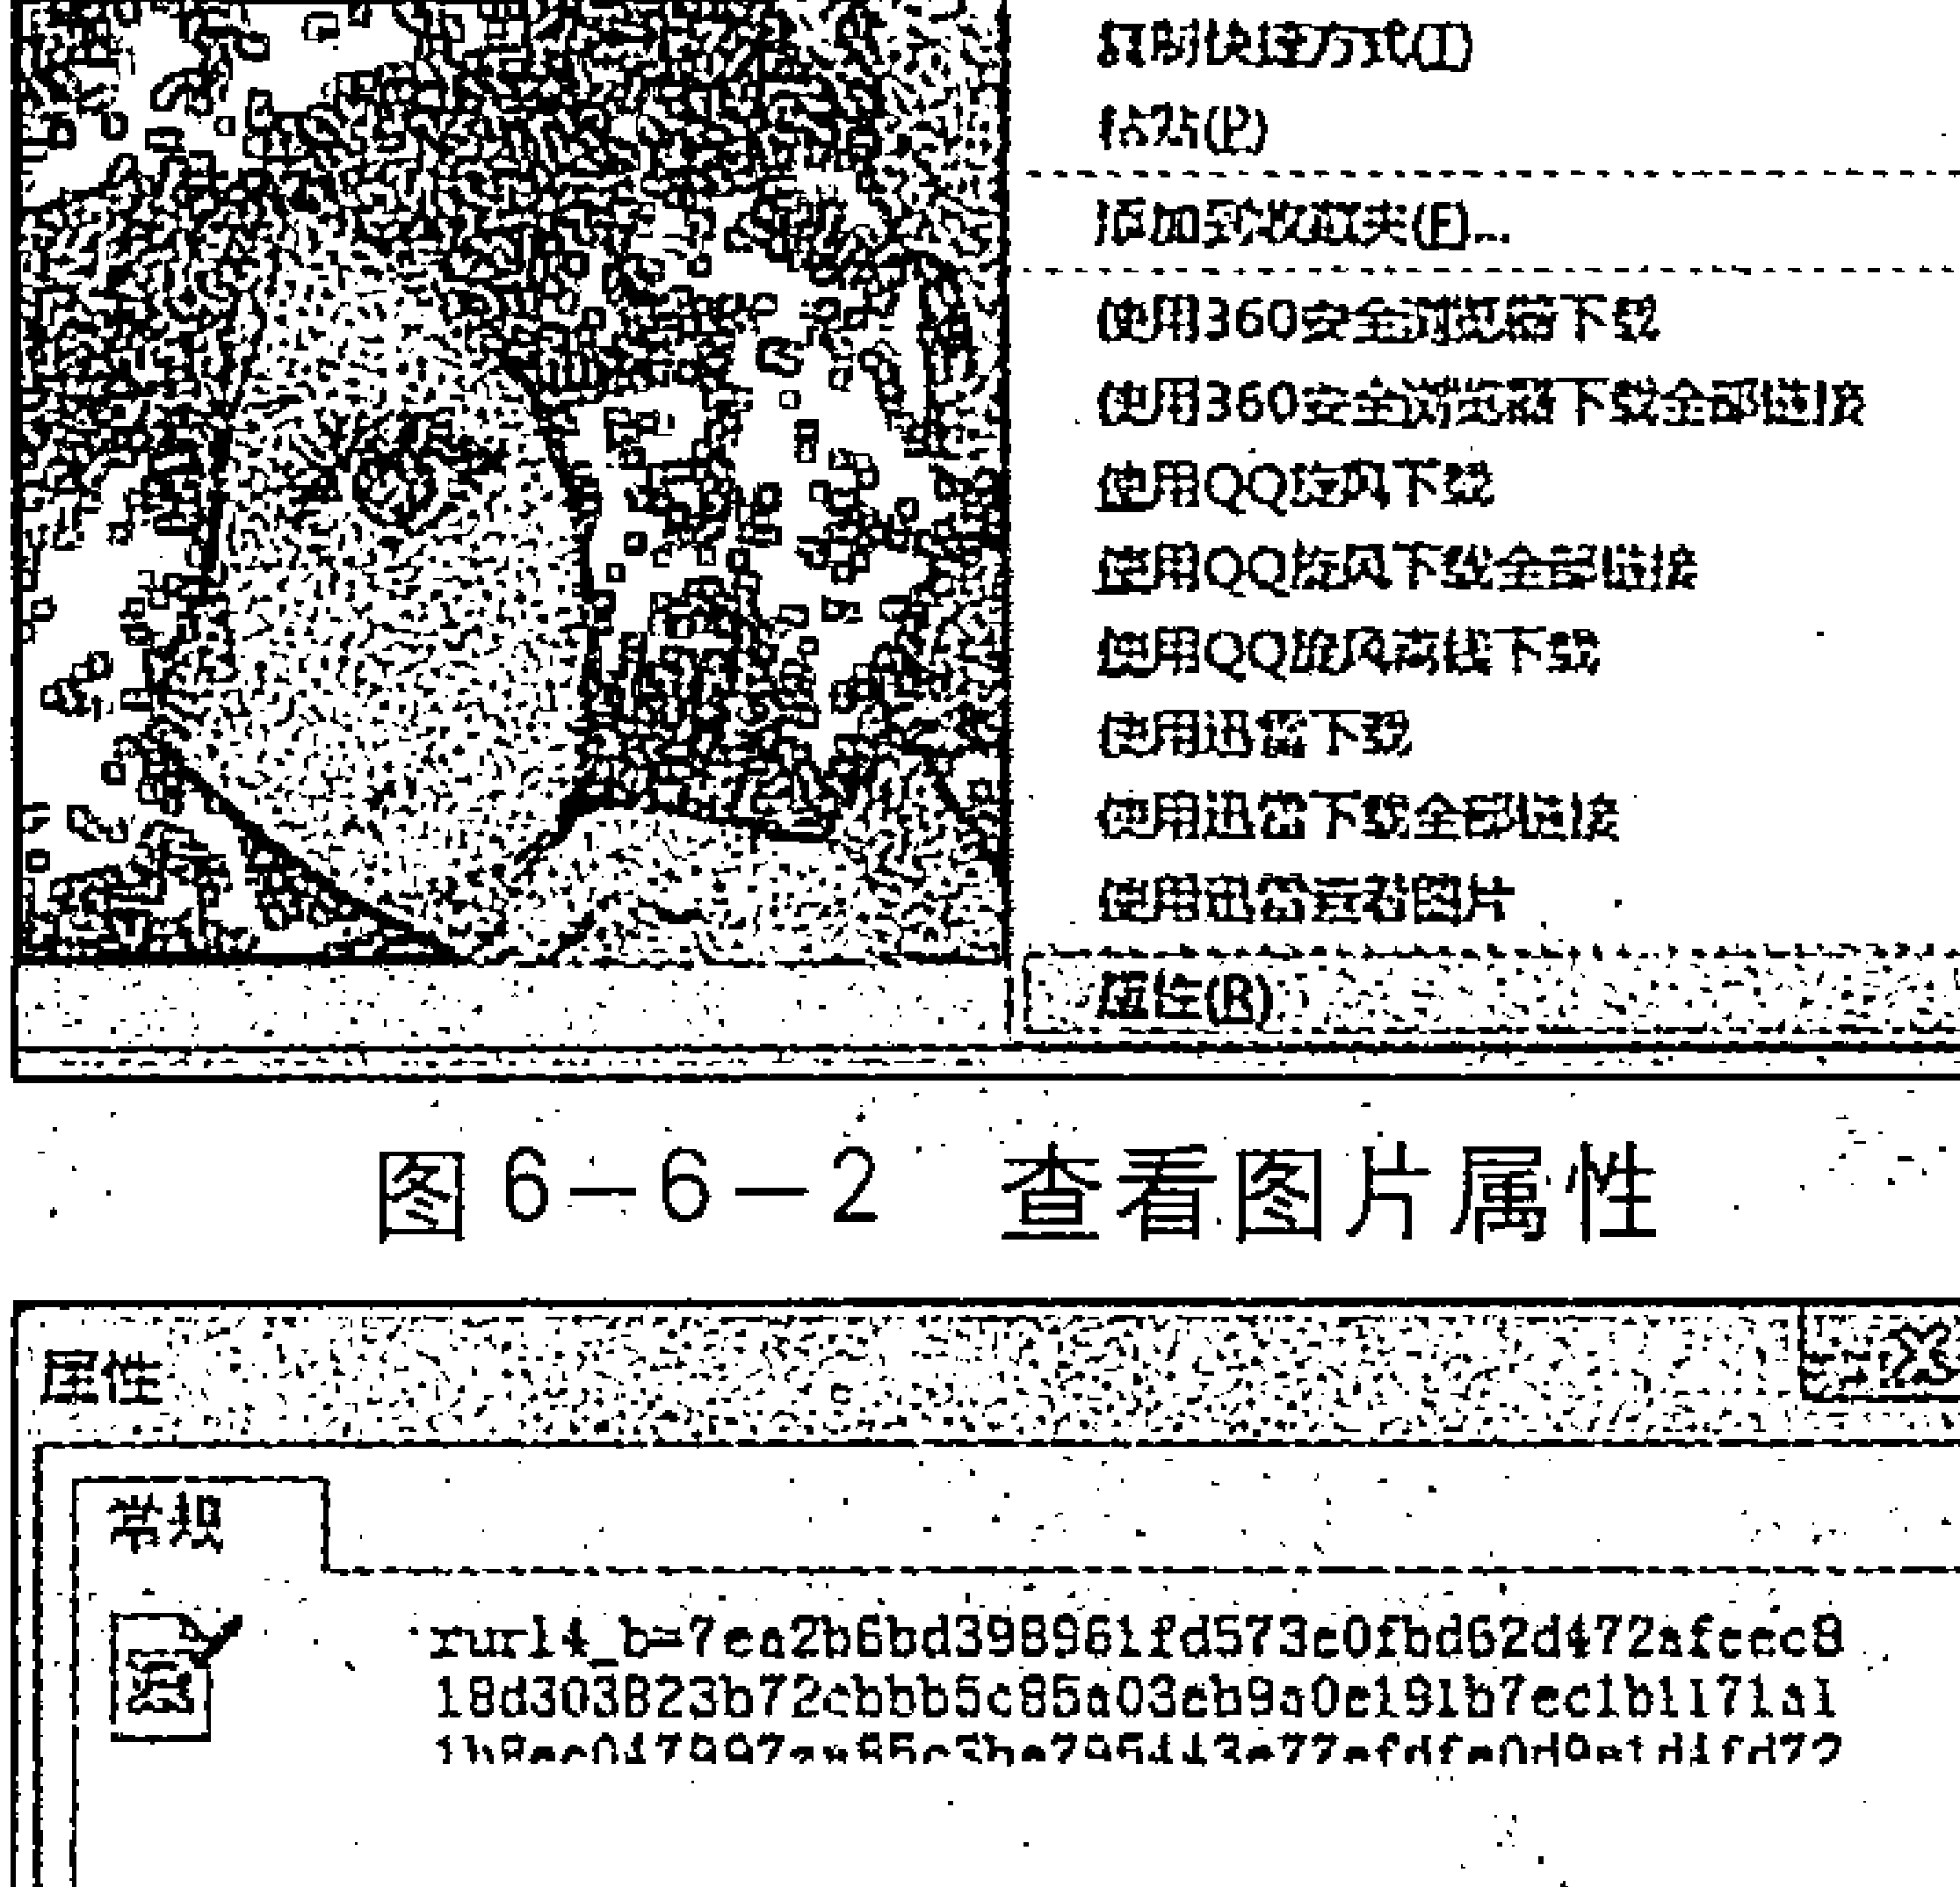 复制快捷方式(T)
粘贴(P)
添加到收藏夹(F)...
使用360安全浏览器下载
使用360安全浏览器下载全部链接
使用QQ旋风下载
使用QQ旋风下载全部链接
使用QQ旋风离线下载
使用迅雷下载
使用迅雷下载全部链接
使用迅雷查看图片
属性(R)
图6-6-2 查看图片属性
属性
常规
rurl4_b=7ea2b6bd398961fd573e0fbd62d472afeec8
18d303823b72cbbb5c85a03eb9a0e191b7ec1b1171a1